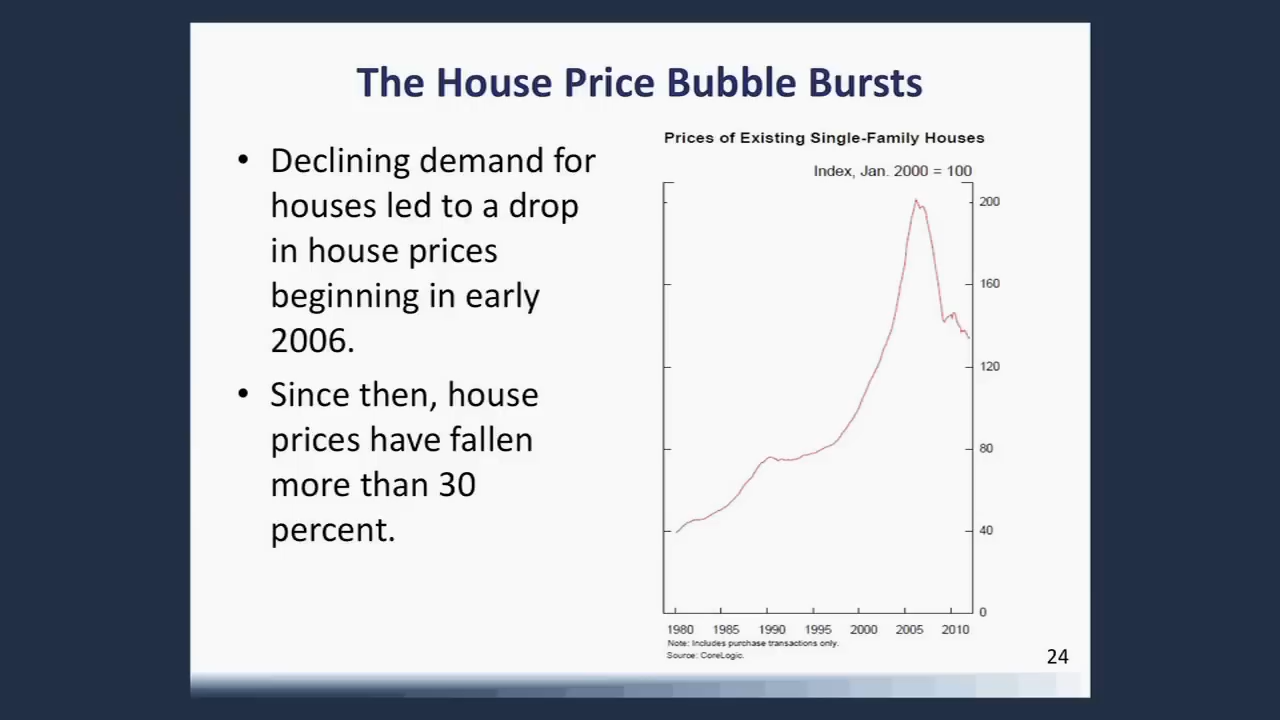 The House Price Bubble Bursts
• Declining demand for
houses led to a drop
in house prices
beginning in early
2006.
• Since then, house
prices have fallen
more than 30
percent.
Prices of Existing Single-Family Houses
Index, Jan. 2000 = 100
200
160
120
80
40
0
1980 1985 1990 1995 2000 2005 2010
Note: Includes purchase transactions only.
Source: CoreLogic.
24